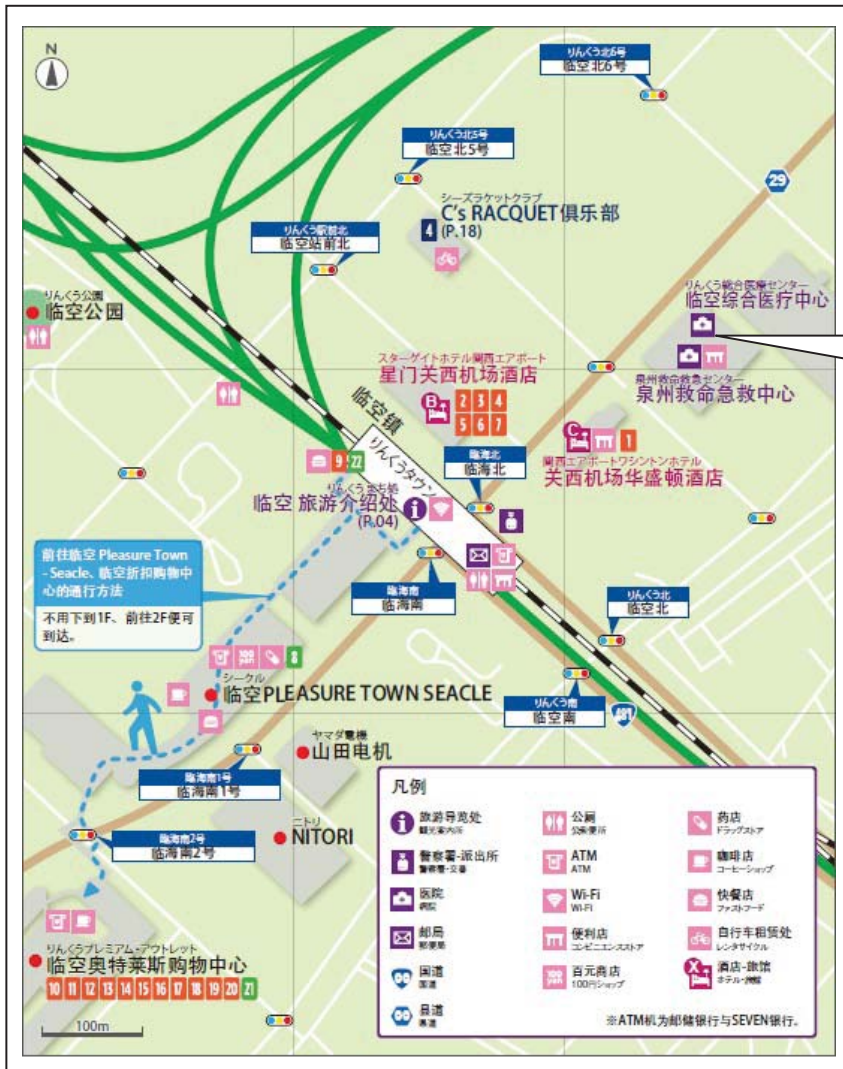 N
りんくう北6号
临空北6号
りんくう北5号
临空北5号
29
シーズラケットクラブ
C's RACQUET俱乐部
(P.18)
4
りんくう駅前北
临空站前北
りんくう総合医療センター
临空综合医疗中心
りんくう公園
临空公园
スターゲイトホテル関西エアポート
星门关西机场酒店
B 2 3 4
5 6 7
泉州救命救急センター
泉州救命急救中心
临空镇
りんくうタウン
C 1
関西エアポートワシントンホテル
关西机场华盛顿酒店
臨海北
临海北
9 22
りんくうまち処
临空 旅游介绍处
(P.04)
前往临空 Pleasure Town
- Seacle、临空折扣购物中
心的通行方法
不用下到1F、前往2F便可
到达。
臨海南
临海南
りんくう北
临空北
100 yen 8
シークル
临空PLEASURE TOWN SEACLE
りんくう南
临空南
481
ヤマダ電機
山田电机
臨海南1号
临海南1号
ニトリ
NITORI
臨海南2号
临海南2号
りんくうプレミアム・アウトレット
临空奥特莱斯购物中心
10 11 12 13 14 15 16 17 18 19 20 21
100m
凡例
旅游导览处
観光案内所
警察署・派出所
警察署・交番
医院
病院
邮局
郵便局
00
国道
国道
00
县道
県道
公厕
公衆便所
ATM
ATM
Wi-Fi
Wi-Fi
便利店
コンビニエンスストア
100 yen
百元商店
100円ショップ
药店
ドラッグストア
咖啡店
コーヒーショップ
快餐店
ファストフード
自行车租赁处
レンタサイクル
X
酒店・旅馆
ホテル・旅館
※ATM机为邮储银行与SEVEN银行.